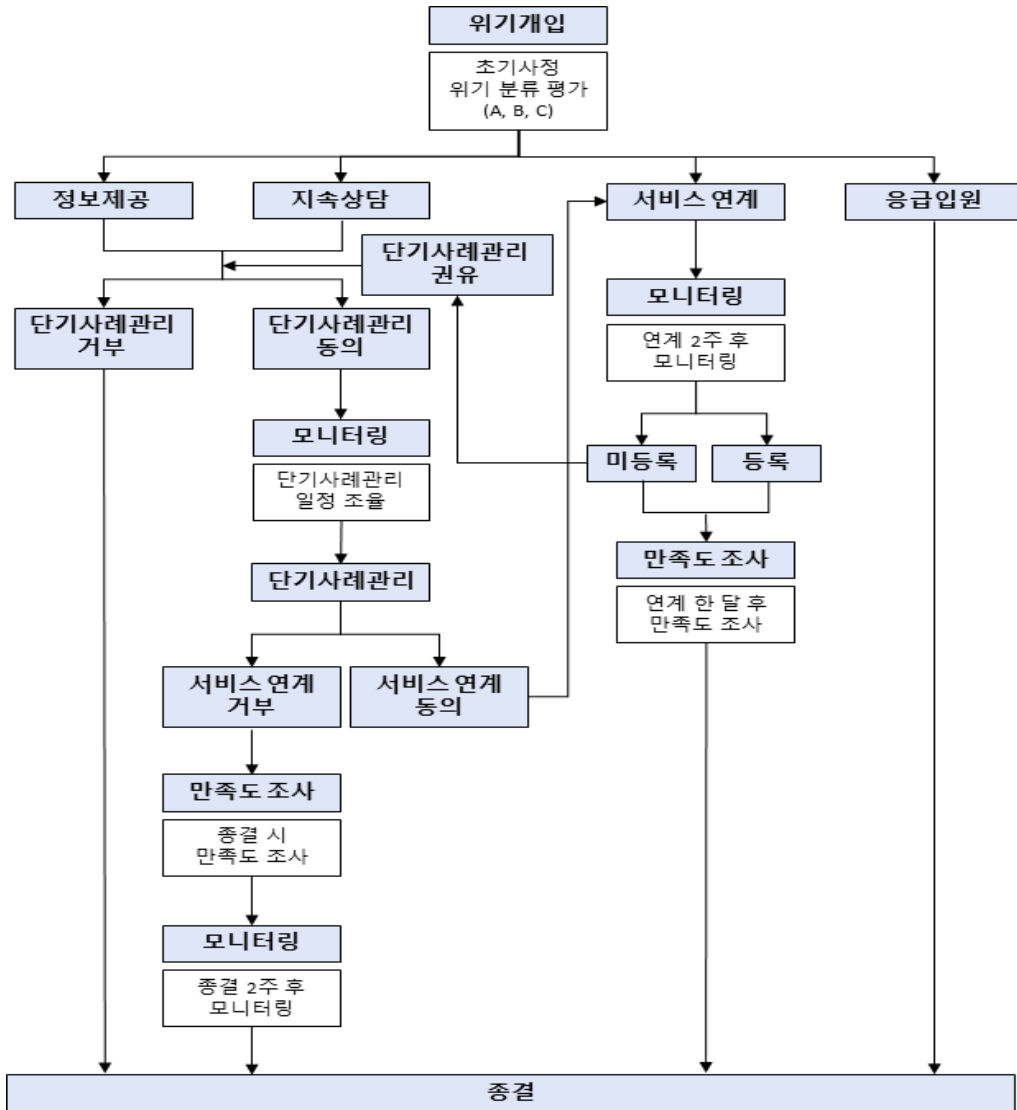 위기개입
초기사정
위기 분류 평가
(A, B, C)
정보제공
지속상담
서비스 연계
응급입원
단기사례관리
권유
모니터링
단기사례관리
거부
단기사례관리
동의
연계 2주 후
모니터링
모니터링
미등록
등록
단기사례관리
일정 조율
만족도 조사
단기사례관리
연계 한 달 후
만족도 조사
서비스 연계
거부
서비스 연계
동의
만족도 조사
종결 시
만족도 조사
모니터링
종결 2주 후
모니터링
종결